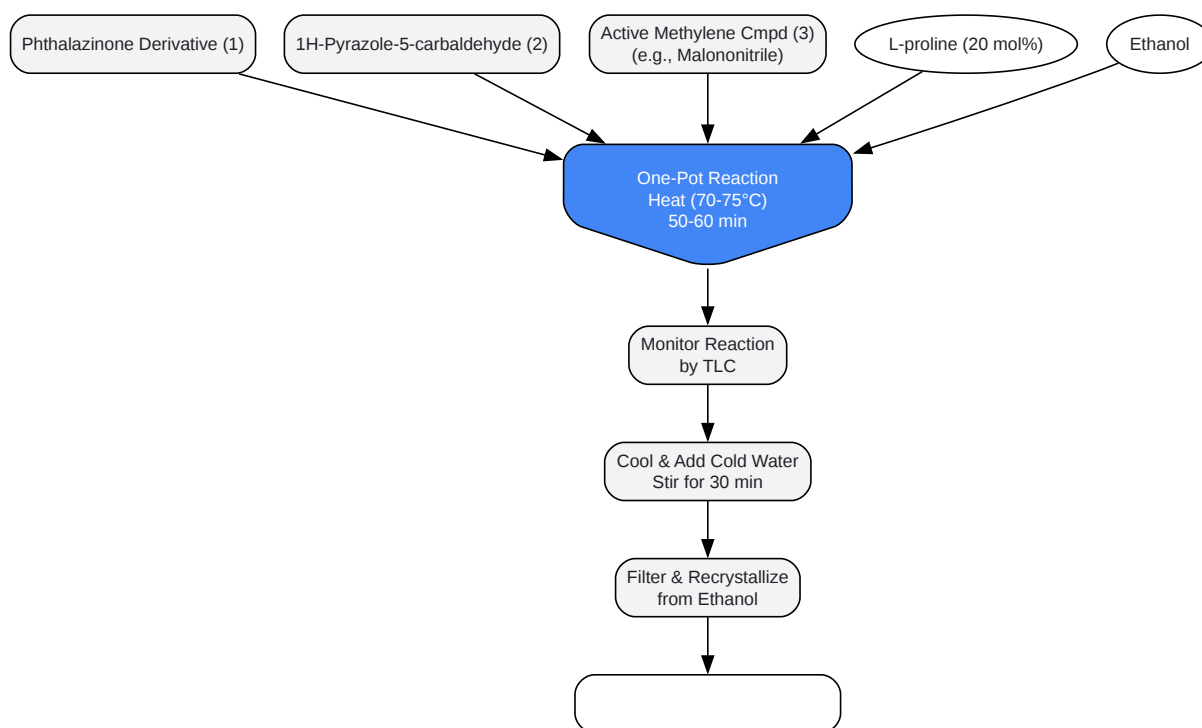 Phthalazinone Derivative (1)
1H-Pyrazole-5-carbaldehyde (2)
Active Methylene Cmpd (3)
(e.g., Malononitrile)
L-proline (20 mol%)
Ethanol
One-Pot Reaction
Heat (70-75°C)
50-60 min
Monitor Reaction
by TLC
Cool & Add Cold Water
Stir for 30 min
Filter & Recrystallize
from Ethanol